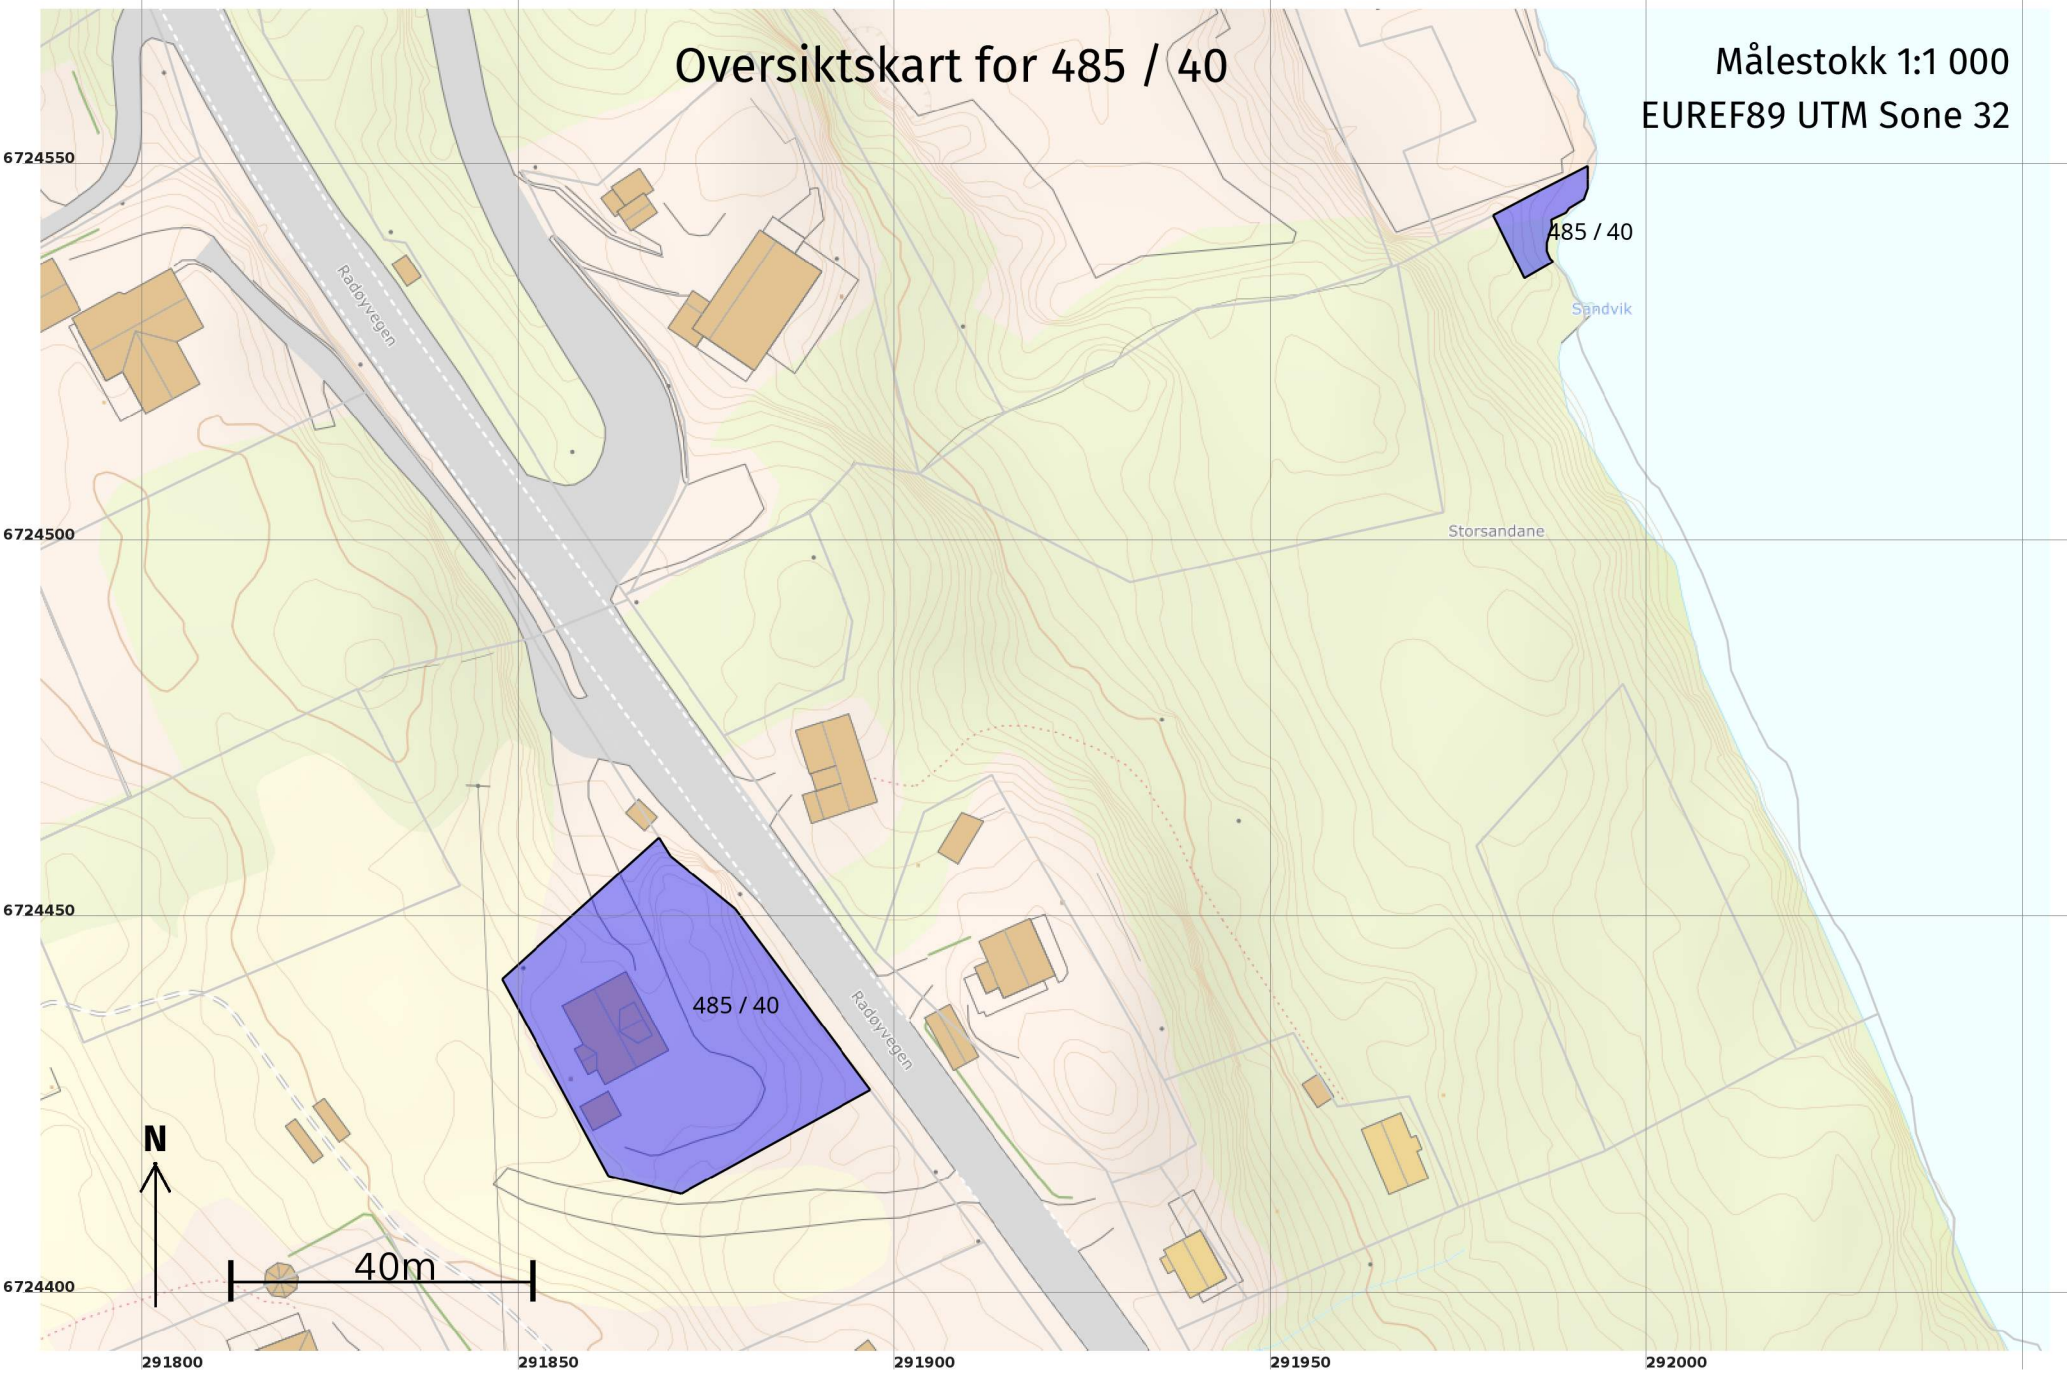 Oversiktskart for 485 / 40
Målestokk 1:1 000
EUREF89 UTM Sone 32
6724550
485 / 40
Radøyvegen
Sandvik
6724500
Storsandane
6724450
485 / 40
Radøyvegen
N
40m
6724400
291800
291850
291900
291950
292000